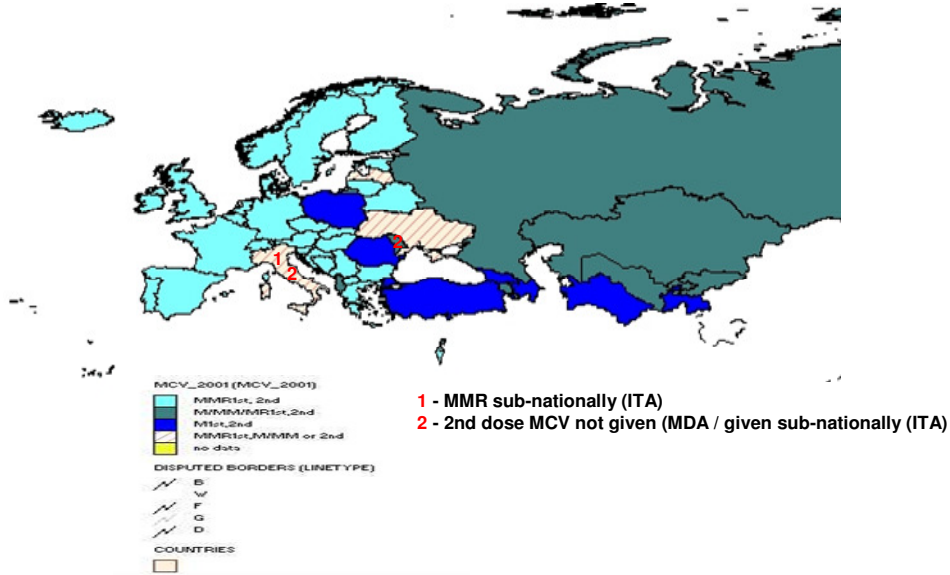 1
2
2
MCV_2001 (MCV_2001)
MMR1st, 2nd
M/MM/MR1st,2nd
M1st,2nd
MMR1st,M/MM or 2nd
no data
DISPUTED BORDERS (LINETYPE)
B
W
F
G
D
COUNTRIES
1 - MMR sub-nationally (ITA)
2 - 2nd dose MCV not given (MDA / given sub-nationally (ITA)